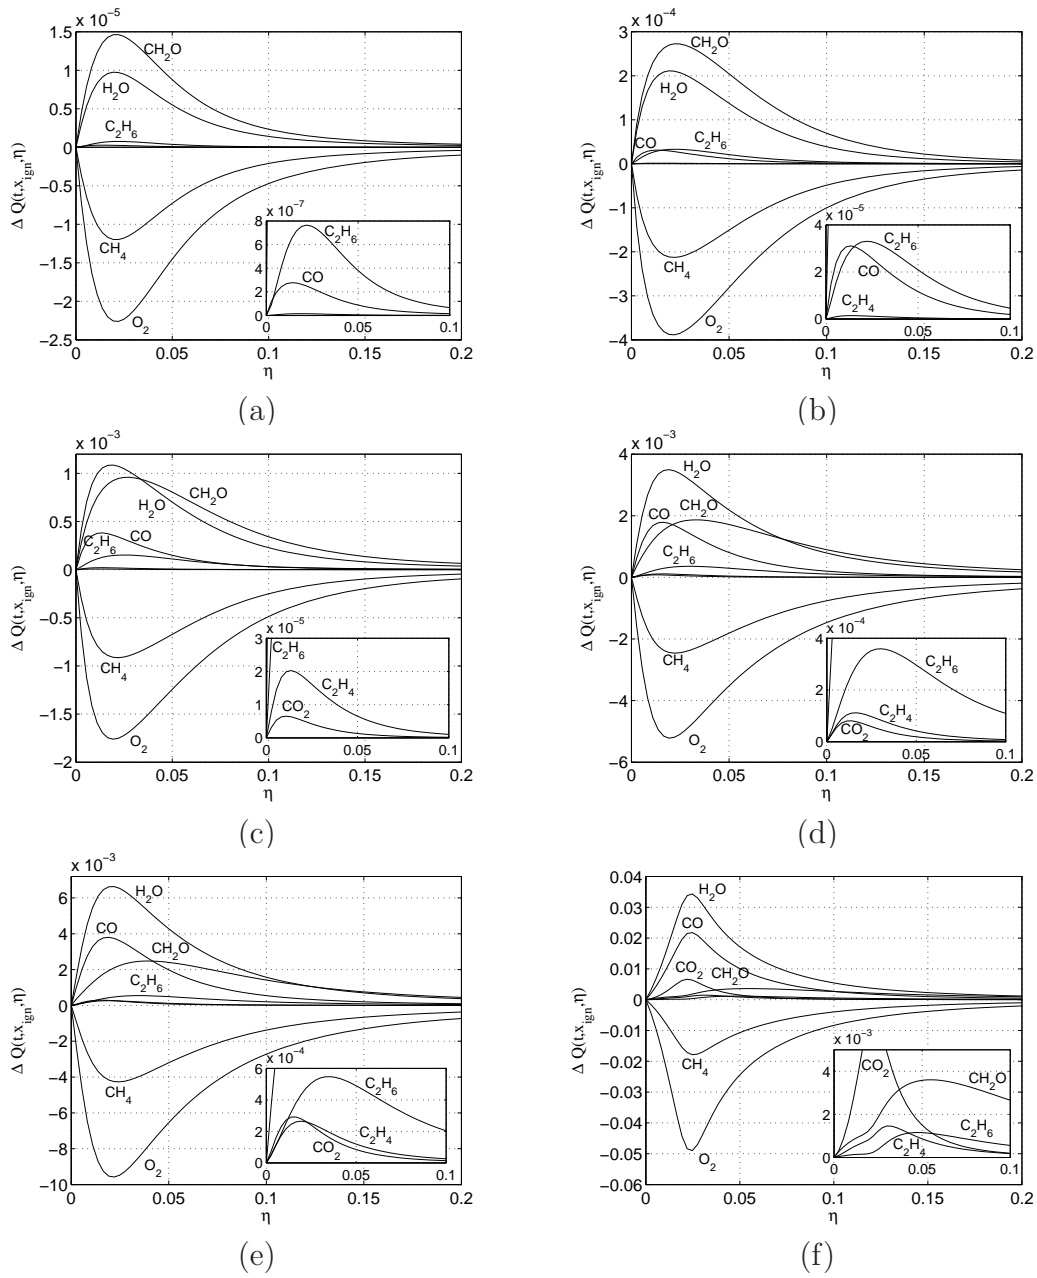 x 10⁻⁵
1.5
1
0.5
0
−0.5
−1
−1.5
−2
−2.5
Δ Q(t,x_ign,η)
CH₂O
H₂O
C₂H₆
CH₄
O₂
x 10⁻⁷
8
6
4
2
0
C₂H₆
CO
0 0.05 0.1
0 0.05 0.1 0.15 0.2
η
(a)
x 10⁻⁴
3
2
1
0
−1
−2
−3
−4
Δ Q(t,x_ign,η)
CH₂O
H₂O
CO
C₂H₆
CH₄
O₂
x 10⁻⁵
4
2
0
C₂H₆
CO
C₂H₄
0 0.05 0.1
0 0.05 0.1 0.15 0.2
η
(b)
x 10⁻³
1
0.5
0
−0.5
−1
−1.5
−2
Δ Q(t,x_ign,η)
CH₂O
H₂O
CO
C₂H₆
CH₄
O₂
x 10⁻⁵
3
2
1
0
C₂H₆
C₂H₄
CO₂
0 0.05 0.1
0 0.05 0.1 0.15 0.2
η
(c)
x 10⁻³
4
2
0
−2
−4
−6
Δ Q(t,x_ign,η)
H₂O
CH₂O
CO
C₂H₆
CH₄
O₂
x 10⁻⁴
4
2
0
C₂H₆
C₂H₄
CO₂
0 0.05 0.1
0 0.05 0.1 0.15 0.2
η
(d)
x 10⁻³
6
4
2
0
−2
−4
−6
−8
−10
Δ Q(t,x_ign,η)
H₂O
CO
CH₂O
C₂H₆
CH₄
O₂
x 10⁻⁴
6
4
2
0
C₂H₆
C₂H₄
CO₂
0 0.05 0.1
0 0.05 0.1 0.15 0.2
η
(e)
0.04
0.03
0.02
0.01
0
−0.01
−0.02
−0.03
−0.04
−0.05
−0.06
Δ Q(t,x_ign,η)
H₂O
CO
CO₂
CH₂O
CH₄
O₂
x 10⁻³
4
2
0
CO₂
CH₂O
C₂H₆
C₂H₄
0 0.05 0.1
0 0.05 0.1 0.15 0.2
η
(f)